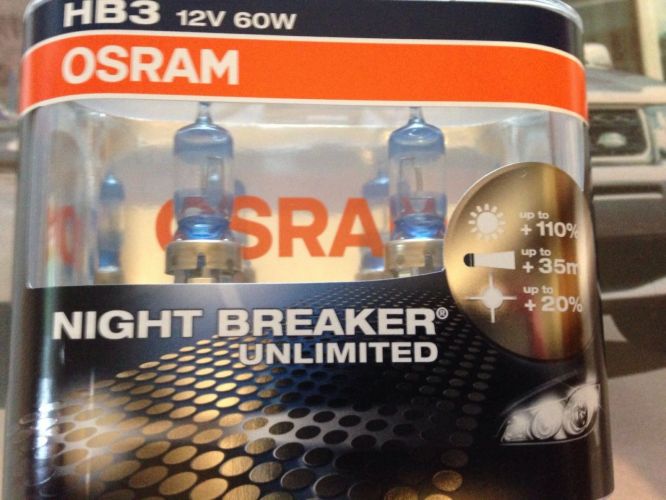 HB3 12V 60W
OSRAM
OSRA
up to
+ 110%
up to
+ 35m
up to
+ 20%
NIGHT BREAKER®
UNLIMITED